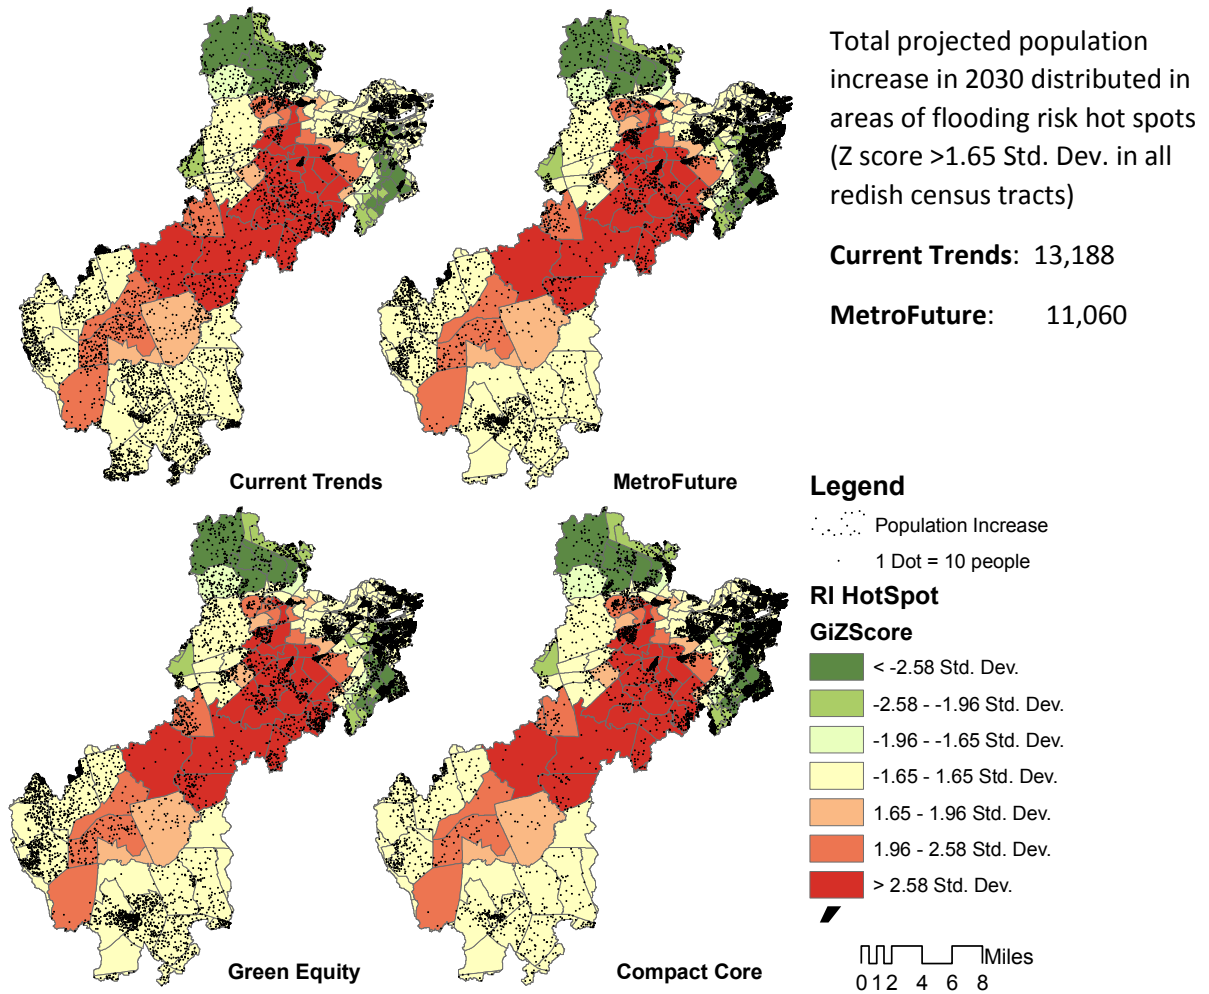 Total projected population
increase in 2030 distributed in
areas of flooding risk hot spots
(Z score >1.65 Std. Dev. in all
redish census tracts)
Current Trends: 13,188
MetroFuture: 11,060
Current Trends
MetroFuture
Legend
Population Increase
1 Dot = 10 people
RI HotSpot
GiZScore
< -2.58 Std. Dev.
-2.58 - -1.96 Std. Dev.
-1.96 - -1.65 Std. Dev.
-1.65 - 1.65 Std. Dev.
1.65 - 1.96 Std. Dev.
1.96 - 2.58 Std. Dev.
> 2.58 Std. Dev.
Green Equity
Compact Core
Miles
0 1 2 4 6 8